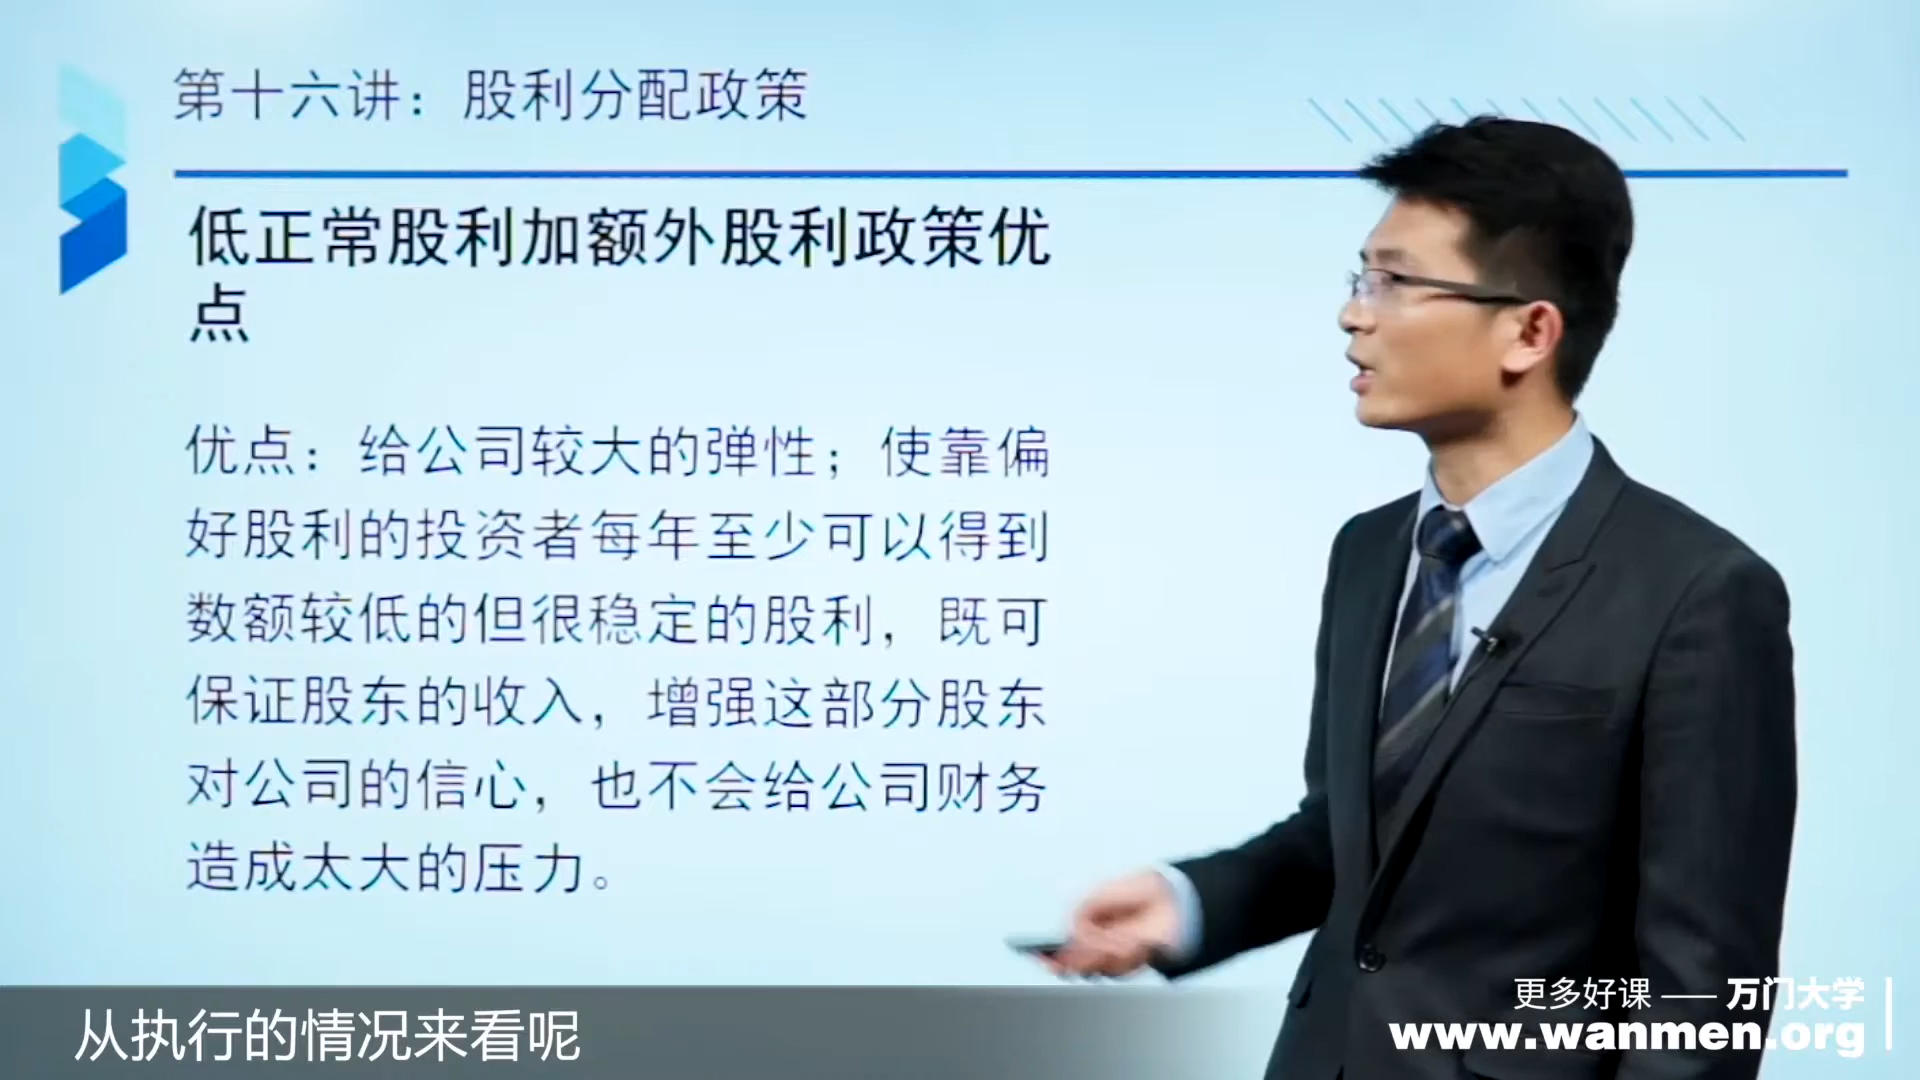 第十六讲：股利分配政策
低正常股利加额外股利政策优
点
优点：给公司较大的弹性；使靠偏
好股利的投资者每年至少可以得到
数额较低的但很稳定的股利，既可
保证股东的收入，增强这部分股东
对公司的信心，也不会给公司财务
造成太大的压力。
从执行的情况来看呢
更多好课 —— 万门大学
www.wanmen.org